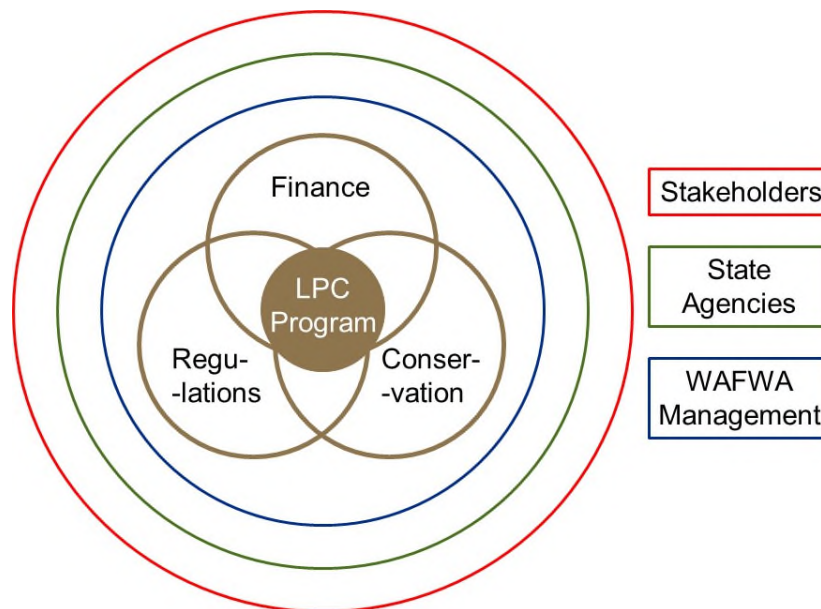 Finance
LPC
Program
Regu-
-lations
Conser-
-vation
Stakeholders
State
Agencies
WAFWA
Management